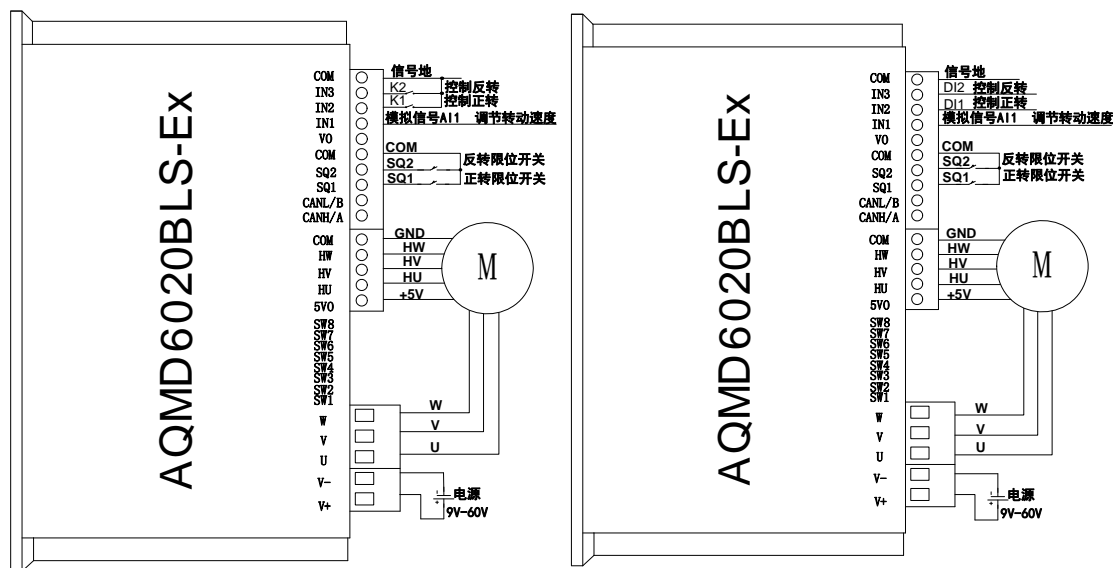 AQMD6020BLS-Ex
COM 信号地
IN3 K2 控制反转
IN2 K1 控制正转
IN1 模拟信号AI1 调节转动速度
VO
COM COM
SQ2 SQ2 反转限位开关
SQ1 SQ1 正转限位开关
CANL/B
CANH/A
COM GND
HW HW
HV HV
HU HU
5VO +5V
M
SW8
SW7
SW6
SW5
SW4
SW3
SW2
SW1
W W
V V
U U
V- 电源
V+ 9V-60V
AQMD6020BLS-Ex
COM 信号地
IN3 DI2 控制反转
IN2 DI1 控制正转
IN1 模拟信号AI1 调节转动速度
VO
COM COM
SQ2 SQ2 反转限位开关
SQ1 SQ1 正转限位开关
CANL/B
CANH/A
COM GND
HW HW
HV HV
HU HU
5VO +5V
M
SW8
SW7
SW6
SW5
SW4
SW3
SW2
SW1
W W
V V
U U
V- 电源
V+ 9V-60V